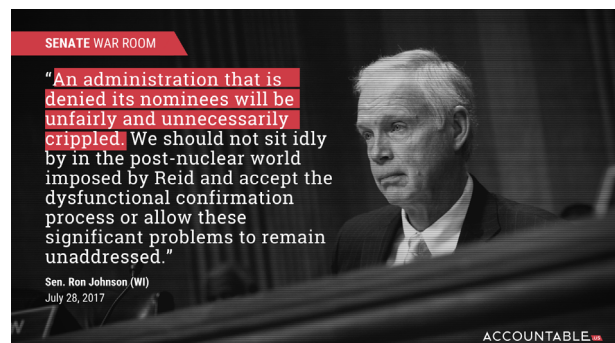 SENATE WAR ROOM
“An administration that is
denied its nominees will be
unfairly and unnecessarily
crippled. We should not sit idly
by in the post-nuclear world
imposed by Reid and accept the
dysfunctional confirmation
process or allow these
significant problems to remain
unaddressed.”
Sen. Ron Johnson (WI)
July 28, 2017
ACCOUNTABLE.US